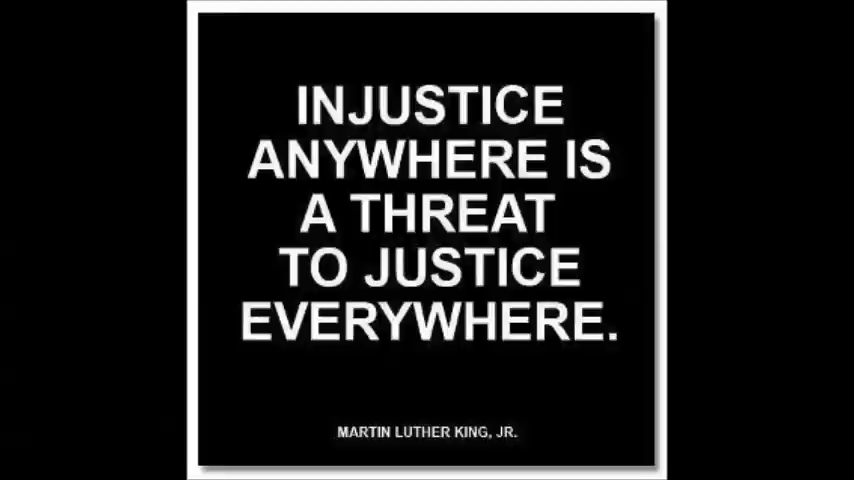 INJUSTICE
ANYWHERE IS
A THREAT
TO JUSTICE
EVERYWHERE.
MARTIN LUTHER KING, JR.